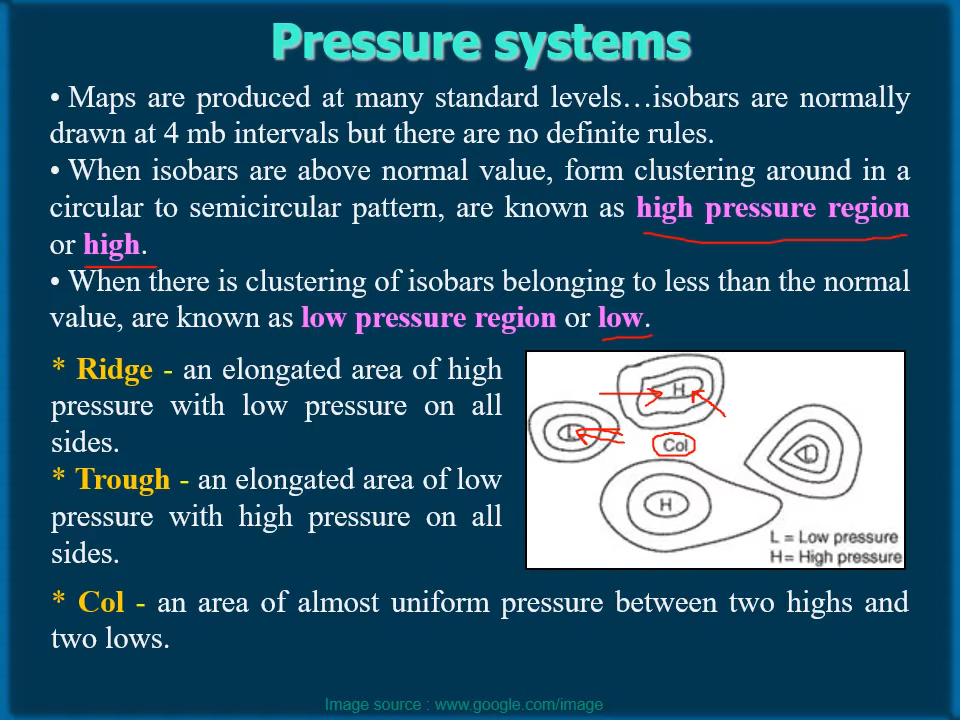 Pressure systems
• Maps are produced at many standard levels…isobars are normally
drawn at 4 mb intervals but there are no definite rules.
• When isobars are above normal value, form clustering around in a
circular to semicircular pattern, are known as high pressure region
or high.
• When there is clustering of isobars belonging to less than the normal
value, are known as low pressure region or low.
* Ridge - an elongated area of high
pressure with low pressure on all
sides.
* Trough - an elongated area of low
pressure with high pressure on all
sides.
H
L
Col
L
H
L = Low pressure
H = High pressure
* Col - an area of almost uniform pressure between two highs and
two lows.
Image source : www.google.com/image